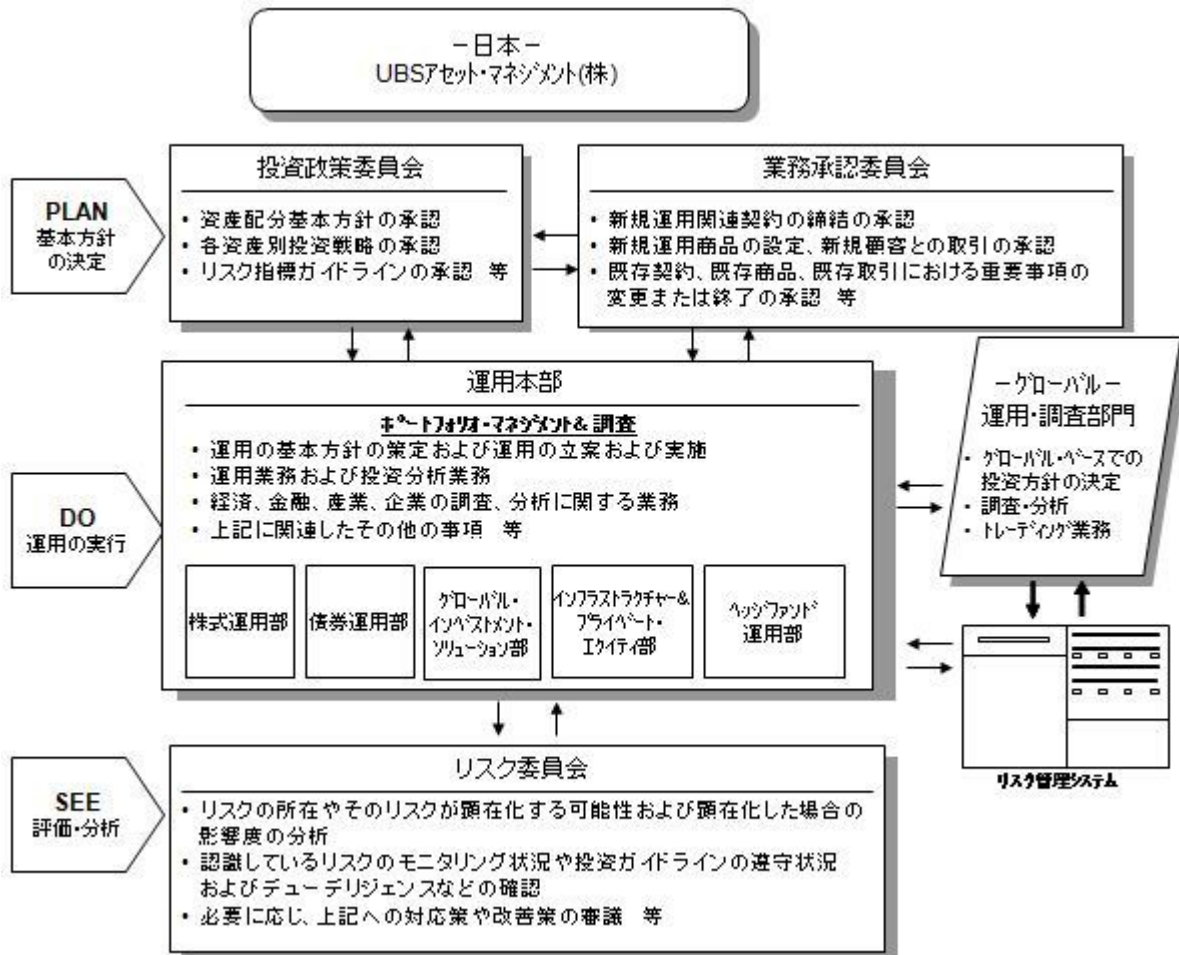 －日本－
UBSｱｾｯﾄ・ﾏﾈｼﾞﾒﾝﾄ(株)
PLAN
基本方針
の決定
投資政策委員会
・ 資産配分基本方針の承認
・ 各資産別投資戦略の承認
・ リスク指標ガイドラインの承認 等
業務承認委員会
・ 新規運用関連契約の締結の承認
・ 新規運用商品の設定、新規顧客との取引の承認
・ 既存契約、既存商品、既存取引における重要事項の
変更または終了の承認 等
DO
運用の実行
運用本部
ﾎﾟｰﾄﾌｫﾘｵ・ﾏﾈｼﾞﾒﾝﾄ& 調査
・ 運用の基本方針の策定および運用の立案および実施
・ 運用業務および投資分析業務
・ 経済、金融、産業、企業の調査、分析に関する業務
・ 上記に関連したその他の事項 等
株式運用部
債券運用部
ｸﾞﾛｰﾊﾞﾙ・
ｲﾝﾍﾞｽﾄﾒﾝﾄ・
ｿﾘｭｰｼｮﾝ部
ｲﾝﾌﾗｽﾄﾗｸﾁｬｰ&
ﾌﾟﾗｲﾍﾞｰﾄ・
ｴｸｲﾃｨ部
ﾍｯｼﾞﾌｧﾝﾄﾞ
運用部
－ｸﾞﾛｰﾊﾞﾙ－
運用・調査部門
・ ｸﾞﾛｰﾊﾞﾙ・ﾍﾞｰｽでの
投資方針の決定
・ 調査・分析
・ ﾄﾚｰﾃﾞｨﾝｸﾞ業務
ﾘｽｸ管理ｼｽﾃﾑ
SEE
評価・分析
リスク委員会
・ リスクの所在やそのリスクが顕在化する可能性および顕在化した場合の
影響度の分析
・ 認識しているリスクのモニタリング状況や投資ガイドラインの遵守状況
およびデューデリジェンスなどの確認
・ 必要に応じ、上記への対応策や改善策の審議 等